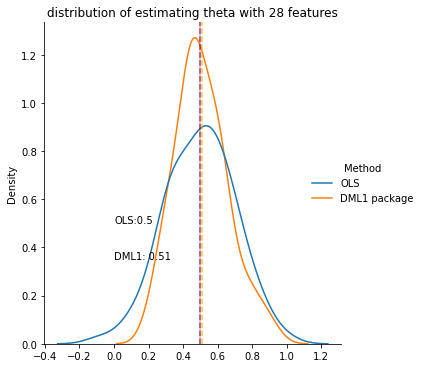 distribution of estimating theta with 28 features
1.2
1.0
0.8
0.6
0.4
0.2
0.0
Density
OLS:0.5
DML1: 0.51
Method
OLS
DML1 package
−0.4 −0.2 0.0 0.2 0.4 0.6 0.8 1.0 1.2